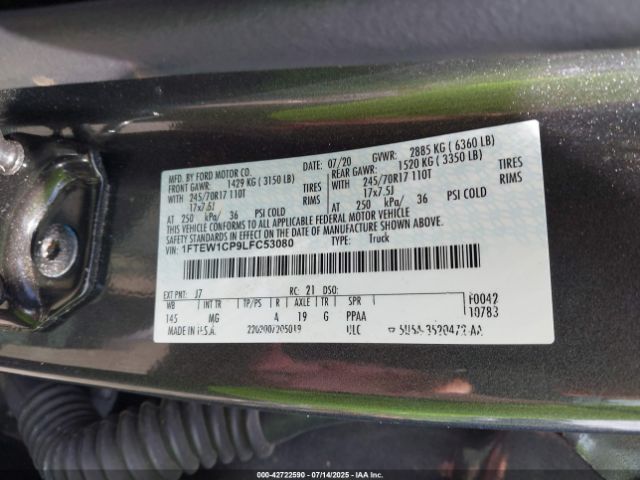 MFD. BY FORD MOTOR CO.
DATE: 07/20 GVWR: 2885 KG ( 6360 LB)
FRONT GAWR: 1429 KG ( 3150 LB)
REAR GAWR: 1520 KG ( 3350 LB)
WITH 245/70R17 110T TIRES
WITH 245/70R17 110T TIRES
17x7.5J RIMS
17x7.5J RIMS
AT 250 kPa/ 36 PSI COLD
AT 250 kPa/ 36 PSI COLD
THIS VEHICLE CONFORMS TO ALL APPLICABLE FEDERAL MOTOR VEHICLE
SAFETY STANDARDS IN EFFECT ON THE DATE OF MANUFACTURE SHOWN ABOVE.
VIN: 1FTEW1CP9LFC53080 TYPE: Truck
EXT PNT: J7 RC: 21 DSO:
WB INT TR TP/PS R AXLE TR SPR
145 MG 4 19 G PPAA
F0042
10783
MADE IN U.S.A. ULC
000-42722590 - 07/14/2025 - IAAI.COM